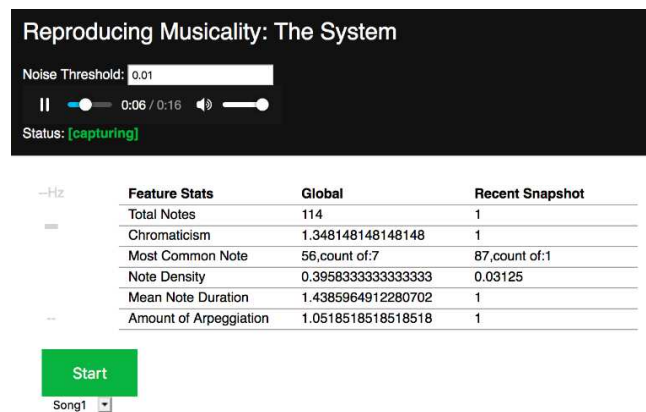 Reproducing Musicality: The System
Noise Threshold: 0.01
0:06 / 0:16
Status: [capturing]
--Hz
Feature Stats Global Recent Snapshot
Total Notes 114 1
Chromaticism 1.348148148148148 1
Most Common Note 56,count of:7 87,count of:1
Note Density 0.3958333333333333 0.03125
Mean Note Duration 1.4385964912280702 1
Amount of Arpeggiation 1.0518518518518518 1
--
Start
Song1